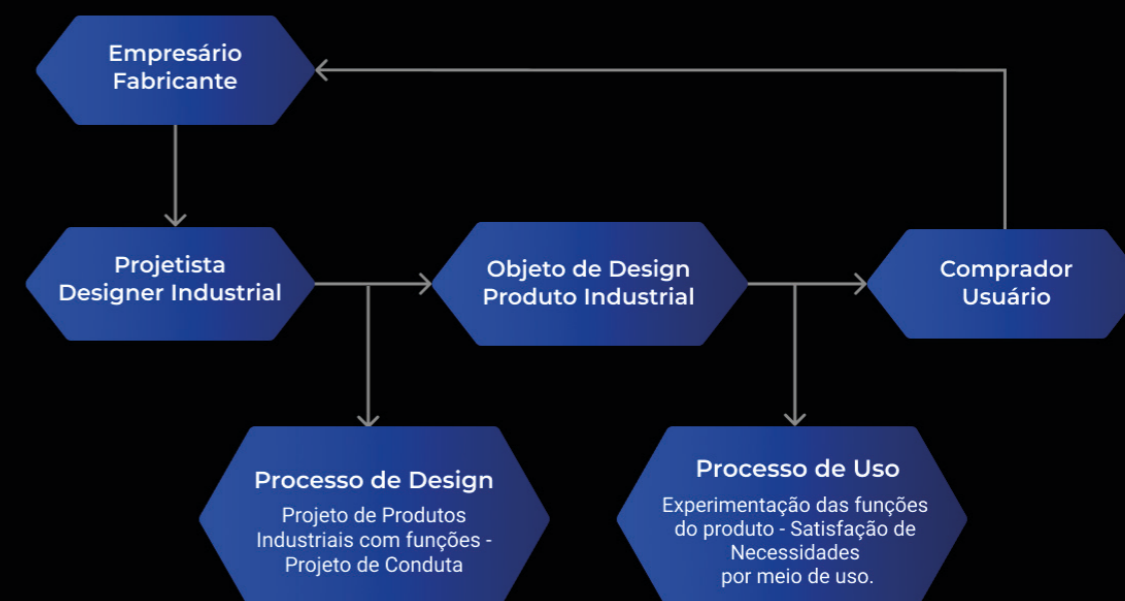 Empresário
Fabricante
Projetista
Designer Industrial
Objeto de Design
Produto Industrial
Comprador
Usuário
Processo de Design
Projeto de Produtos
Industriais com funções -
Projeto de Conduta
Processo de Uso
Experimentação das funções
do produto - Satisfação de
Necessidades
por meio de uso.